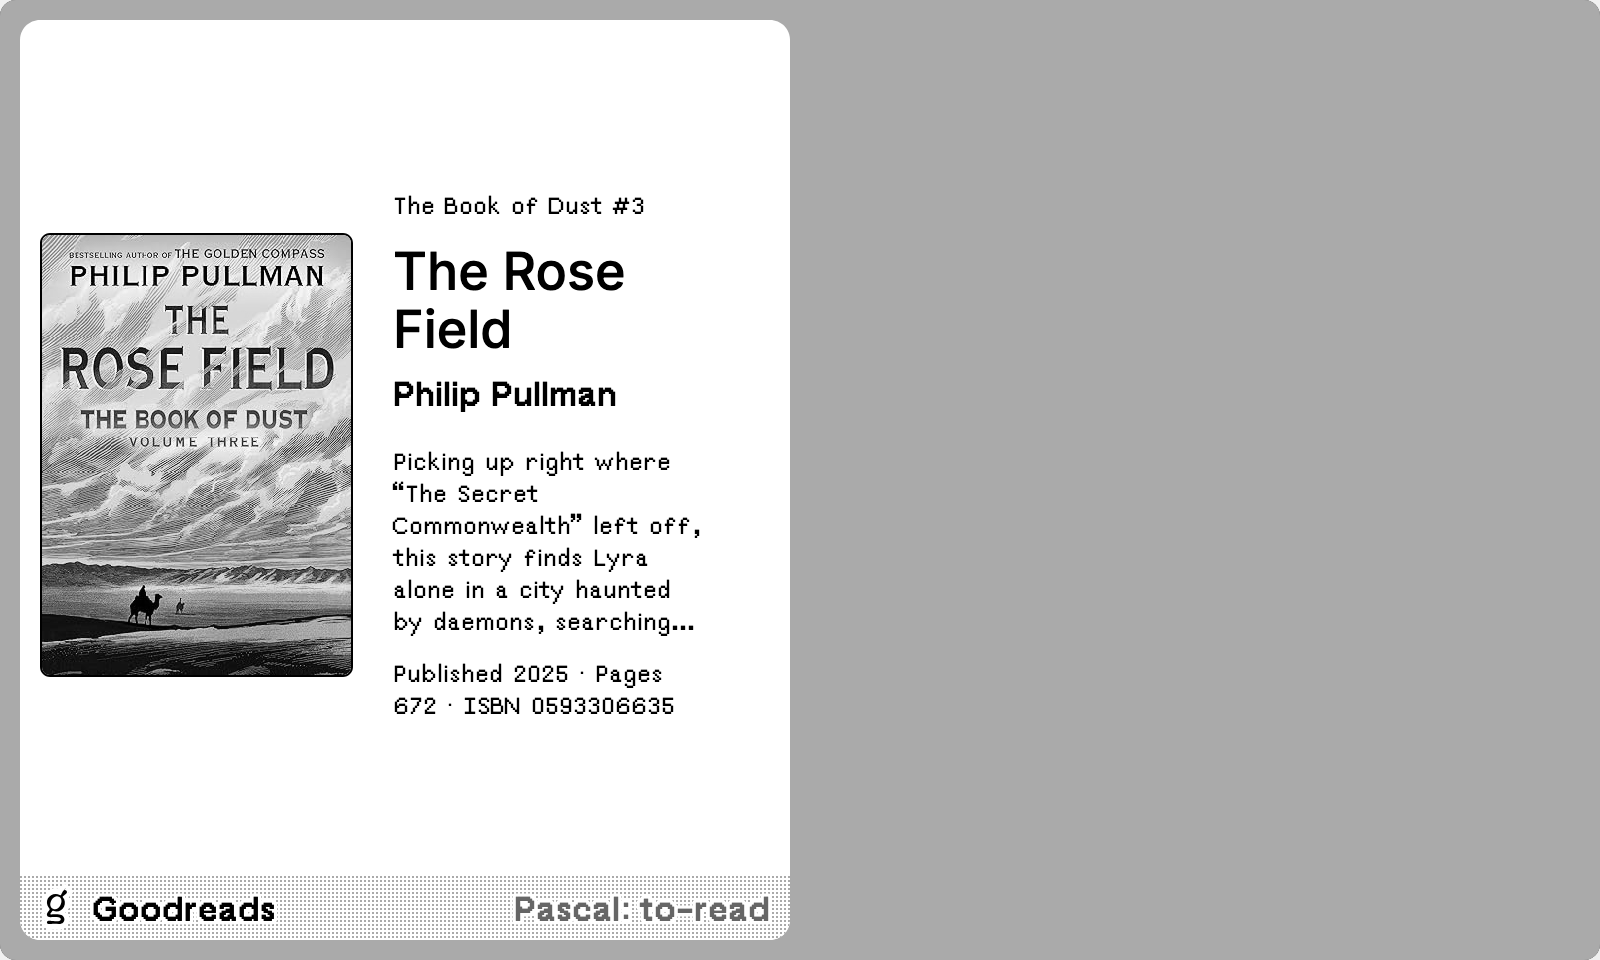 BESTSELLING AUTHOR OF THE GOLDEN COMPASS
PHILIP PULLMAN
THE
ROSE FIELD
THE BOOK OF DUST
VOLUME THREE
The Book of Dust #3
The Rose
Field
Philip Pullman
Picking up right where
“The Secret
Commonwealth” left off,
this story finds Lyra
alone in a city haunted
by daemons, searching...
Published 2025 · Pages
672 · ISBN 0593306635
g Goodreads
Pascal: to-read